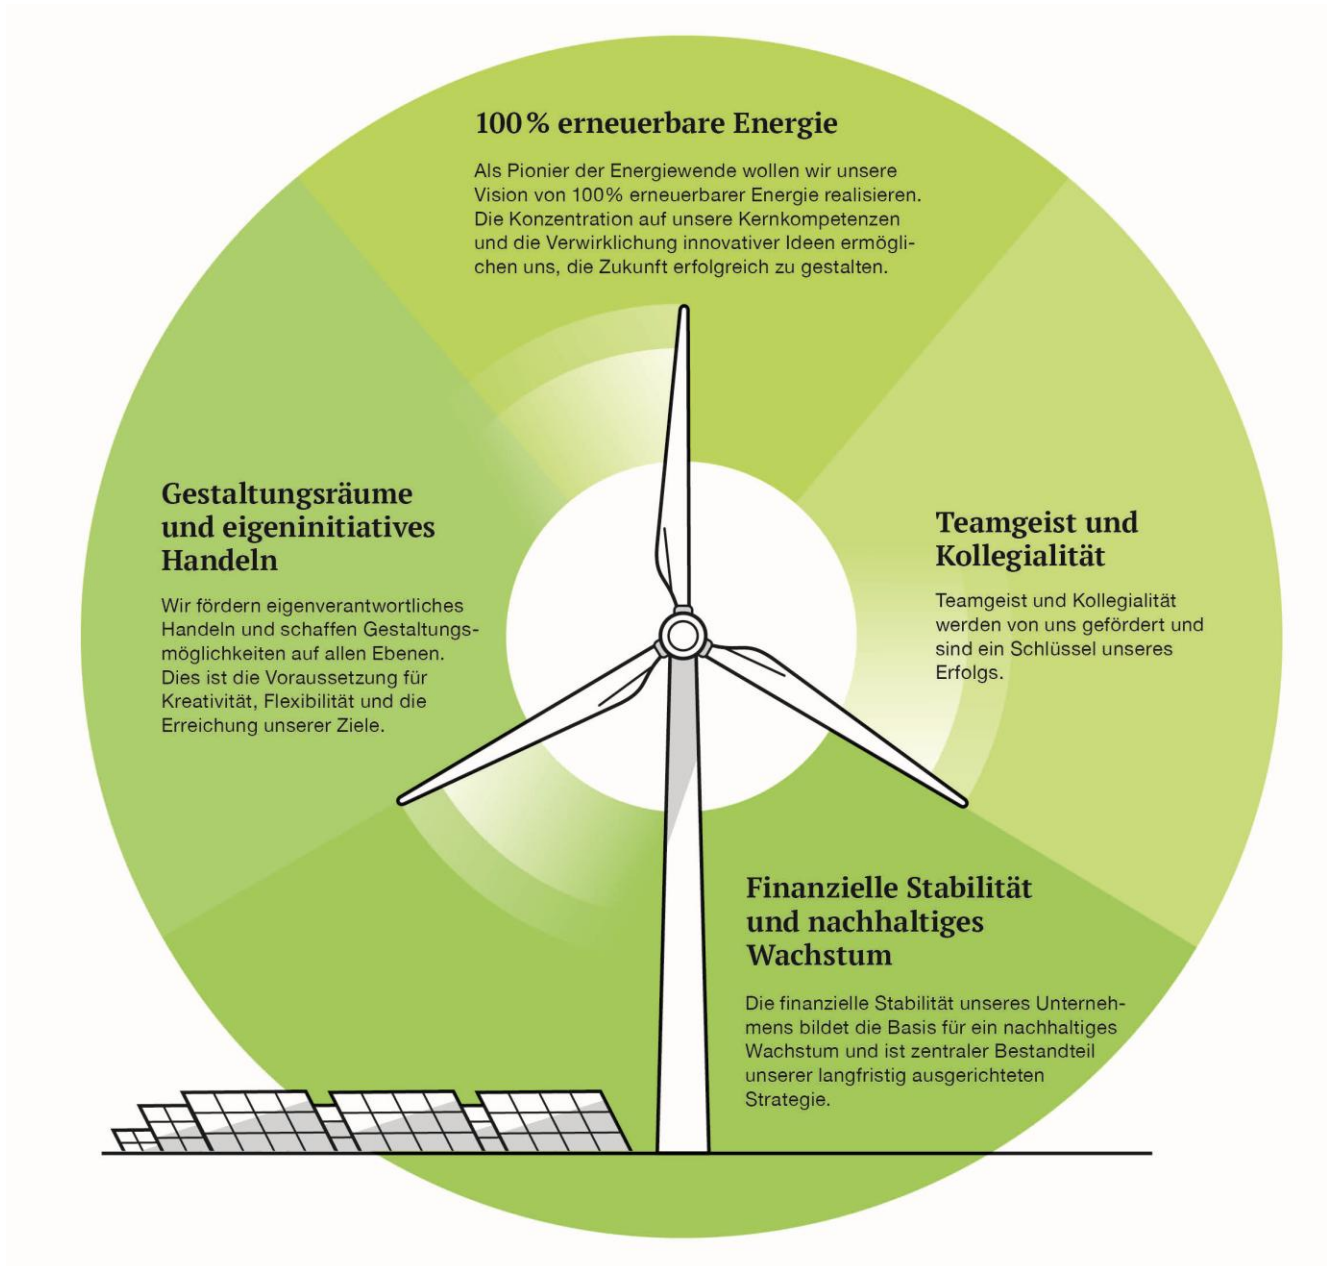 100 % erneuerbare Energie
Als Pionier der Energiewende wollen wir unsere
Vision von 100% erneuerbarer Energie realisieren.
Die Konzentration auf unsere Kernkompetenzen
und die Verwirklichung innovativer Ideen ermögli-
chen uns, die Zukunft erfolgreich zu gestalten.
Gestaltungsräume
und eigeninitiatives
Handeln
Wir fördern eigenverantwortliches
Handeln und schaffen Gestaltungs-
möglichkeiten auf allen Ebenen.
Dies ist die Voraussetzung für
Kreativität, Flexibilität und die
Erreichung unserer Ziele.
Teamgeist und
Kollegialität
Teamgeist und Kollegialität
werden von uns gefördert und
sind ein Schlüssel unseres
Erfolgs.
Finanzielle Stabilität
und nachhaltiges
Wachstum
Die finanzielle Stabilität unseres Unterneh-
mens bildet die Basis für ein nachhaltiges
Wachstum und ist zentraler Bestandteil
unserer langfristig ausgerichteten
Strategie.